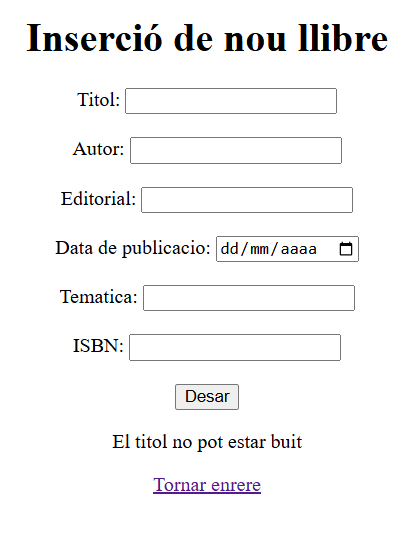 Inserció de nou llibre
Titol:
Autor:
Editorial:
Data de publicacio: dd/mm/aaaa
Tematica:
ISBN:
Desar
El titol no pot estar buit
Tornar enrere